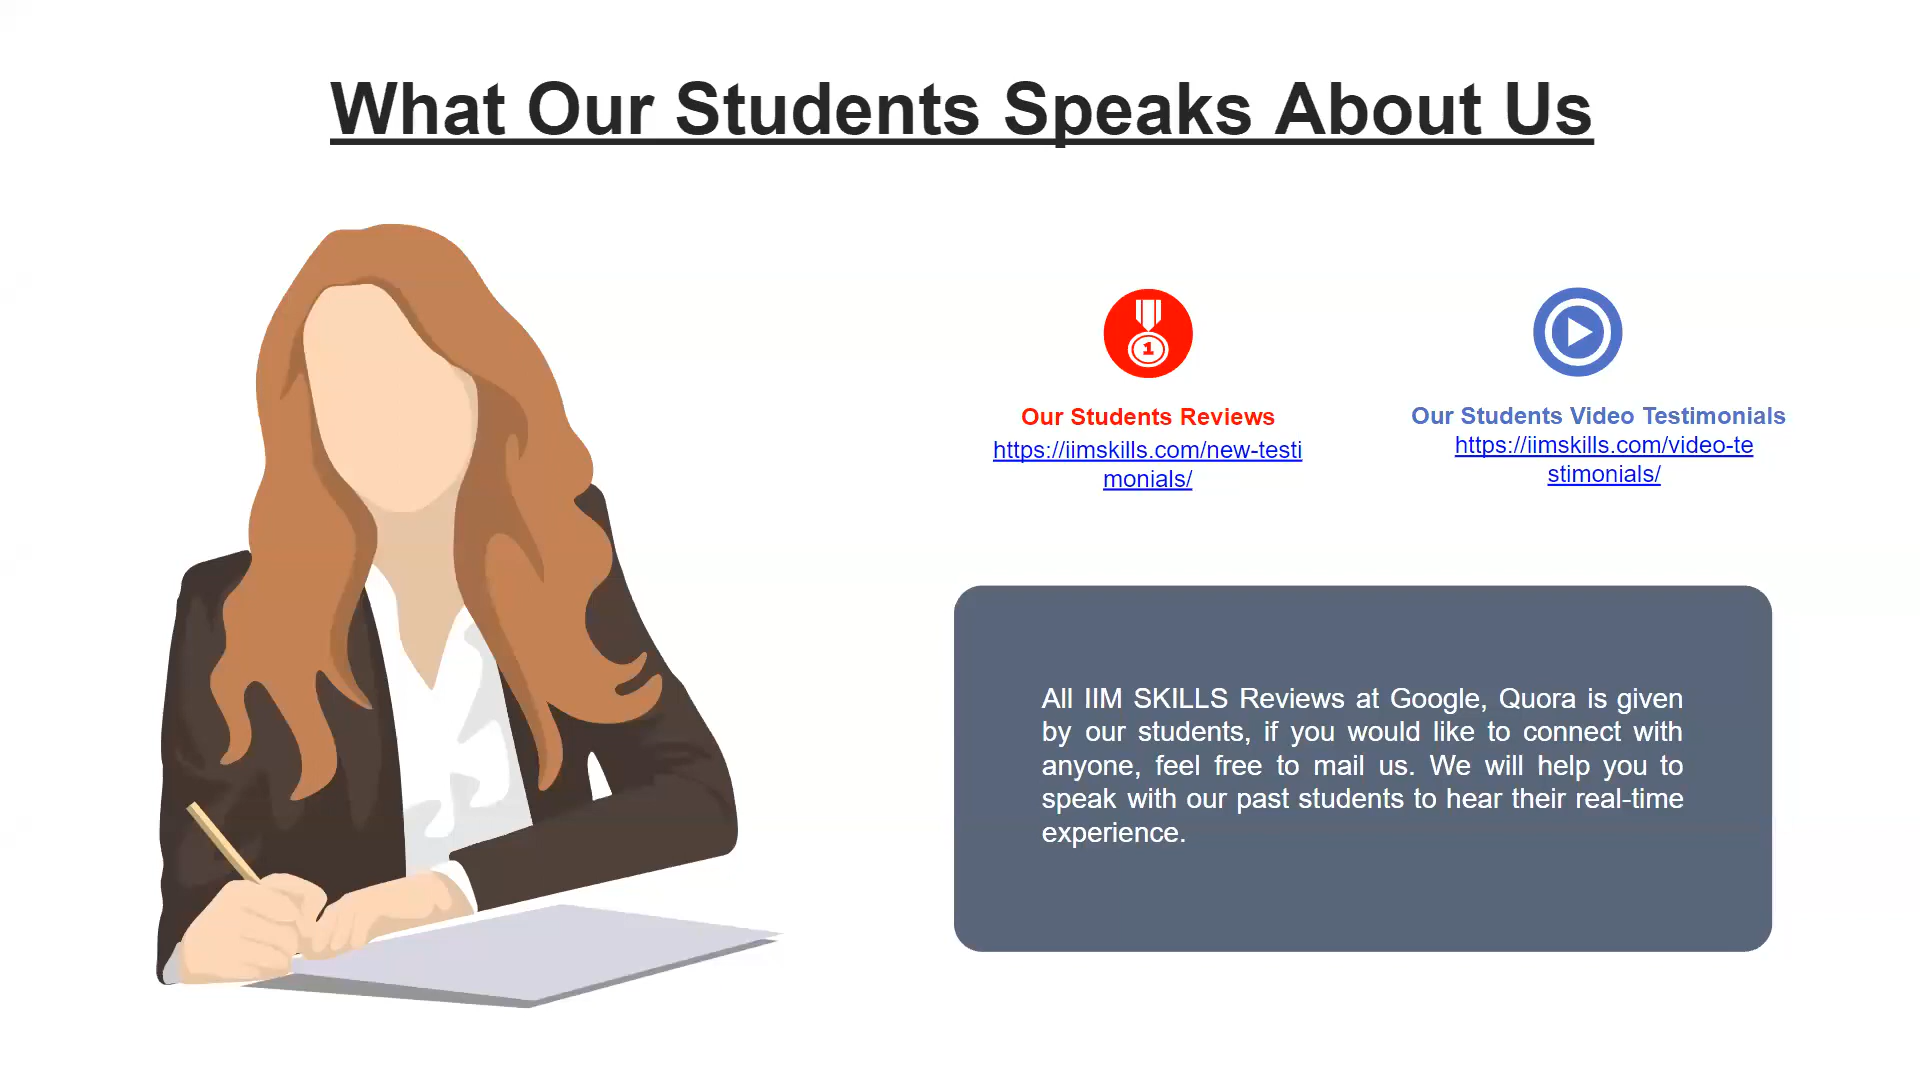 What Our Students Speaks About Us
1
Our Students Reviews
https://iimskills.com/new-testi
monials/
Our Students Video Testimonials
https://iimskills.com/video-te
stimonials/
All IIM SKILLS Reviews at Google, Quora is given
by our students, if you would like to connect with
anyone, feel free to mail us. We will help you to
speak with our past students to hear their real-time
experience.